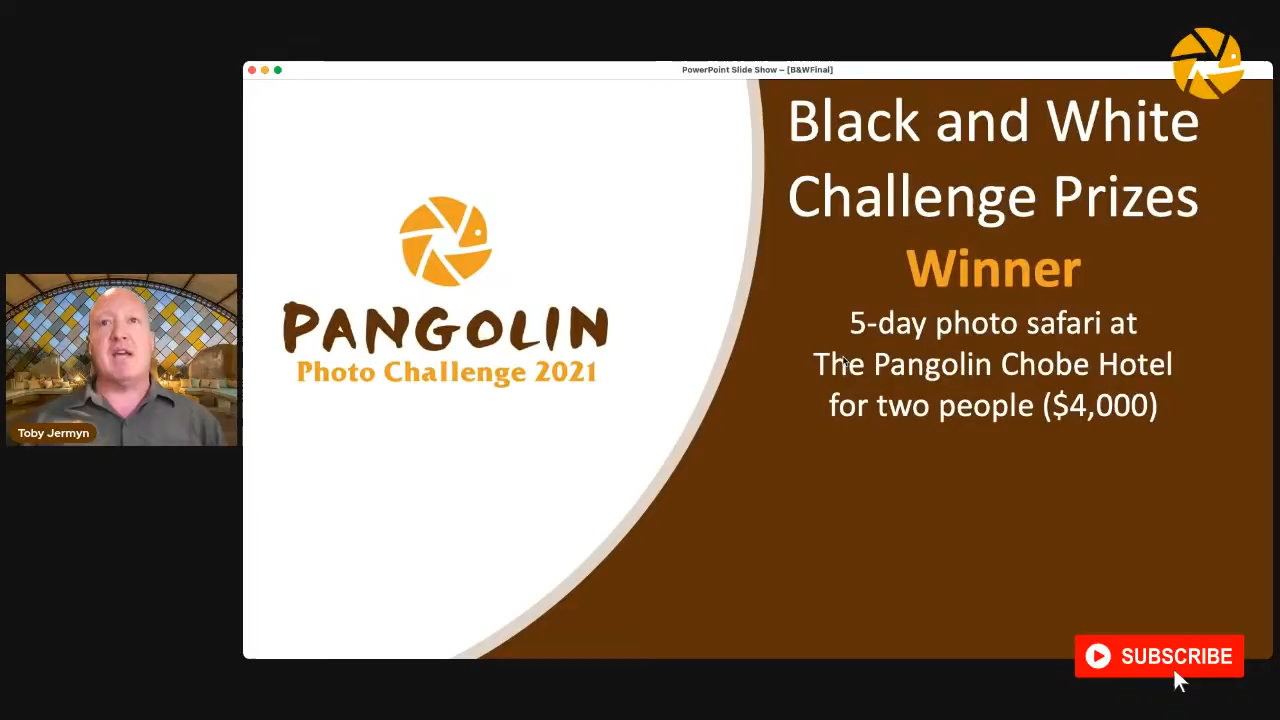 PowerPoint Slide Show – [B&WFinal]
Black and White
Challenge Prizes
Winner
5-day photo safari at
The Pangolin Chobe Hotel
for two people ($4,000)
PANGOLIN
Photo Challenge 2021
Toby Jermyn
SUBSCRIBE